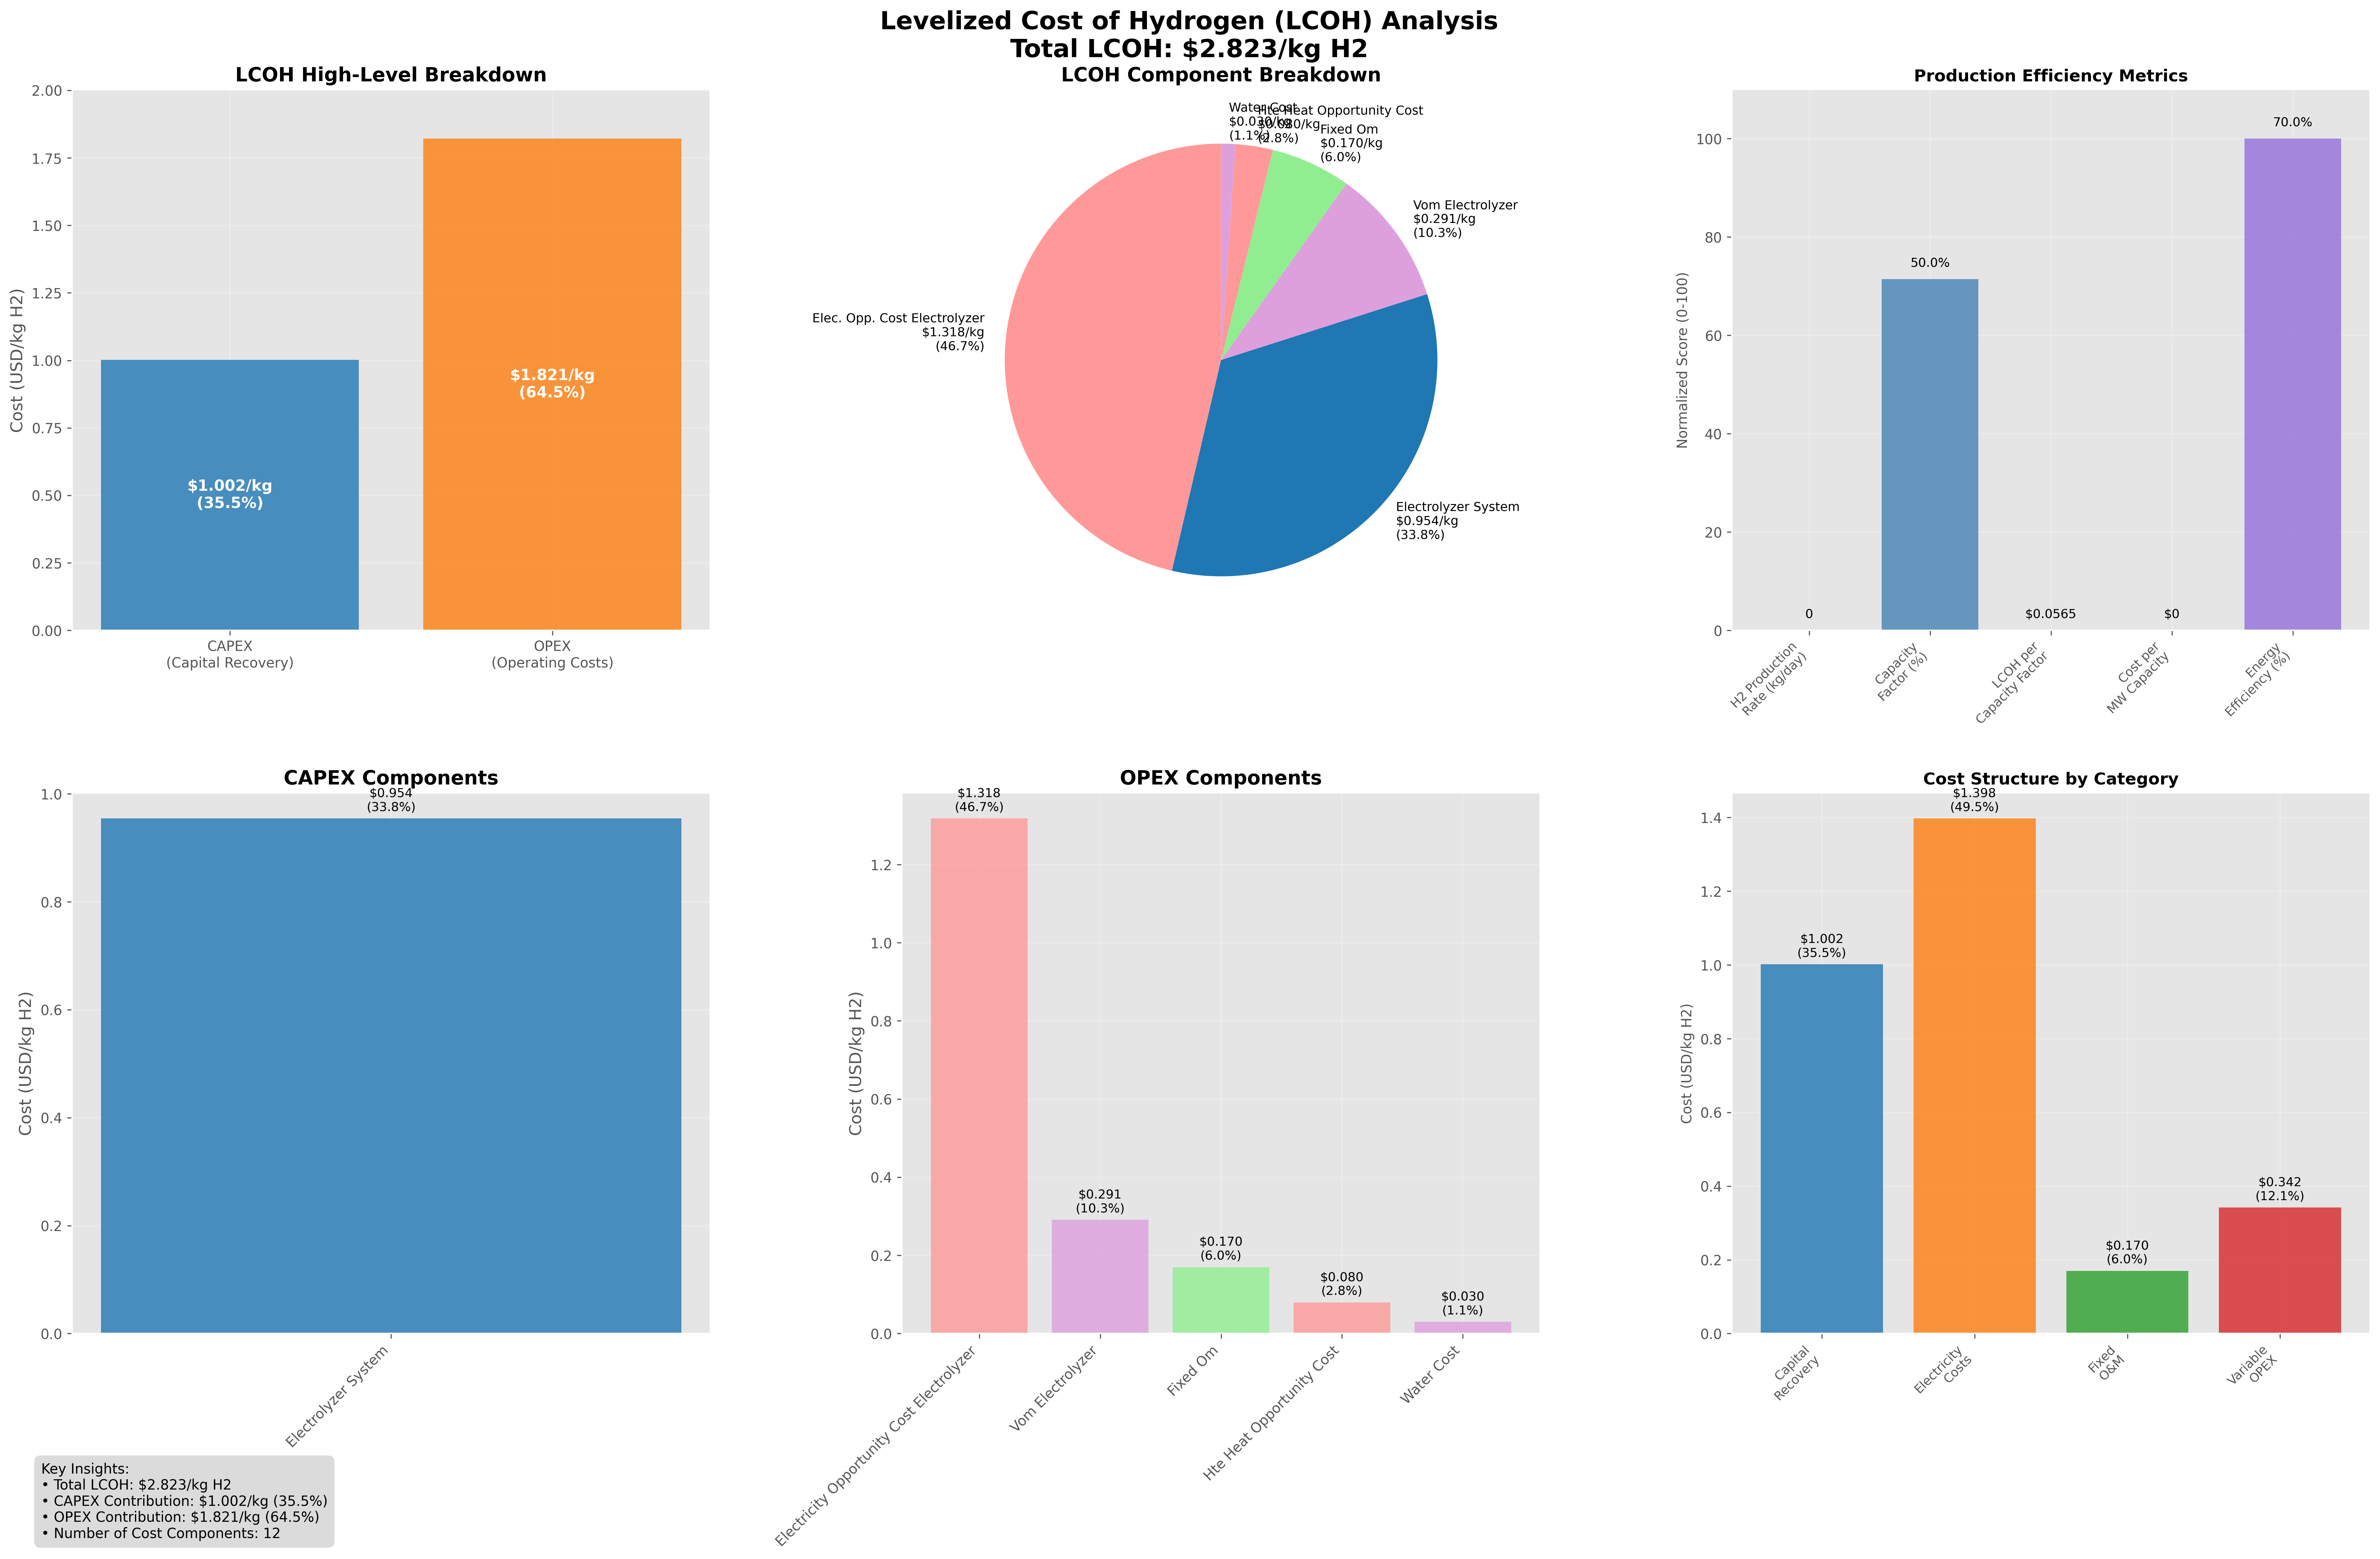 Levelized Cost of Hydrogen (LCOH) Analysis
Total LCOH: $2.823/kg H2
LCOH High-Level Breakdown
Cost (USD/kg H2)
2.00
1.75
1.50
1.25
1.00
0.75
0.50
0.25
0.00
$1.002/kg
(35.5%)
$1.821/kg
(64.5%)
CAPEX
(Capital Recovery)
OPEX
(Operating Costs)
LCOH Component Breakdown
Water Cost
$0.030/kg
(1.1%)
Hte Heat Opportunity Cost
$0.080/kg
(2.8%)
Fixed Om
$0.170/kg
(6.0%)
Vom Electrolyzer
$0.291/kg
(10.3%)
Elec. Opp. Cost Electrolyzer
$1.318/kg
(46.7%)
Electrolyzer System
$0.954/kg
(33.8%)
Production Efficiency Metrics
Normalized Score (0-100)
100
80
60
40
20
0
0
50.0%
$0.0565
$0
70.0%
H2 Production
Rate (kg/day)
Capacity
Factor (%)
LCOH per
Capacity Factor
Cost per
MW Capacity
Energy
Efficiency (%)
CAPEX Components
Cost (USD/kg H2)
1.0
0.8
0.6
0.4
0.2
0.0
$0.954
(33.8%)
Electrolyzer System
OPEX Components
Cost (USD/kg H2)
1.2
1.0
0.8
0.6
0.4
0.2
0.0
$1.318
(46.7%)
$0.291
(10.3%)
$0.170
(6.0%)
$0.080
(2.8%)
$0.030
(1.1%)
Electricity Opportunity Cost Electrolyzer
Vom Electrolyzer
Fixed Om
Hte Heat Opportunity Cost
Water Cost
Cost Structure by Category
Cost (USD/kg H2)
1.4
1.2
1.0
0.8
0.6
0.4
0.2
0.0
$1.002
(35.5%)
$1.398
(49.5%)
$0.170
(6.0%)
$0.342
(12.1%)
Capital
Recovery
Electricity
Costs
Fixed
O&M
Variable
OPEX
Key Insights:
• Total LCOH: $2.823/kg H2
• CAPEX Contribution: $1.002/kg (35.5%)
• OPEX Contribution: $1.821/kg (64.5%)
• Number of Cost Components: 12